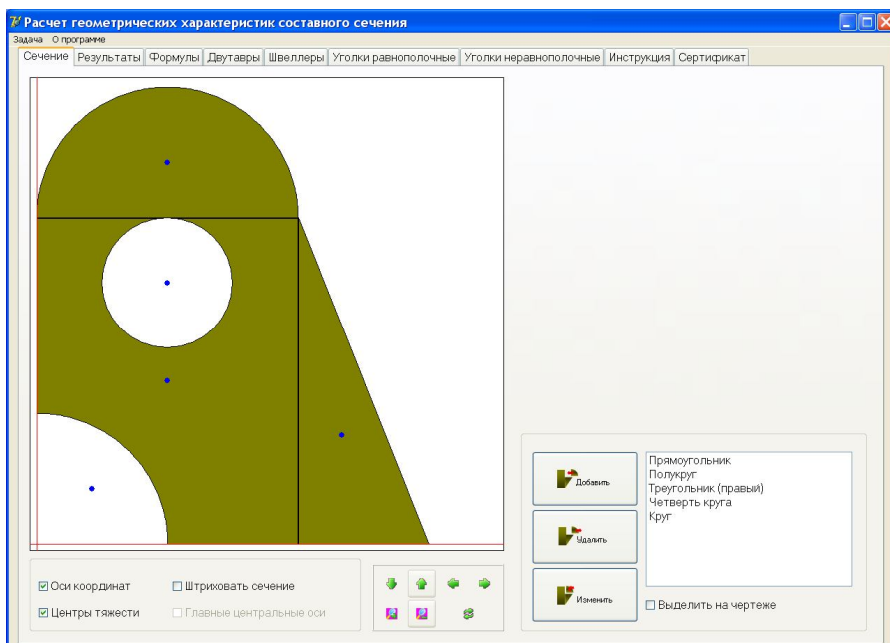 Расчет геометрических характеристик составного сечения
Задача О программе
Сечение Результаты Формулы Двутавры Швеллеры Уголки равнополочные Уголки неравнополочные Инструкция Сертификат
Добавить
Удалить
Изменить
Прямоугольник
Полукруг
Треугольник (правый)
Четверть круга
Круг
Выделить на чертеже
Оси координат
Штриховать сечение
Центры тяжести
Главные центральные оси